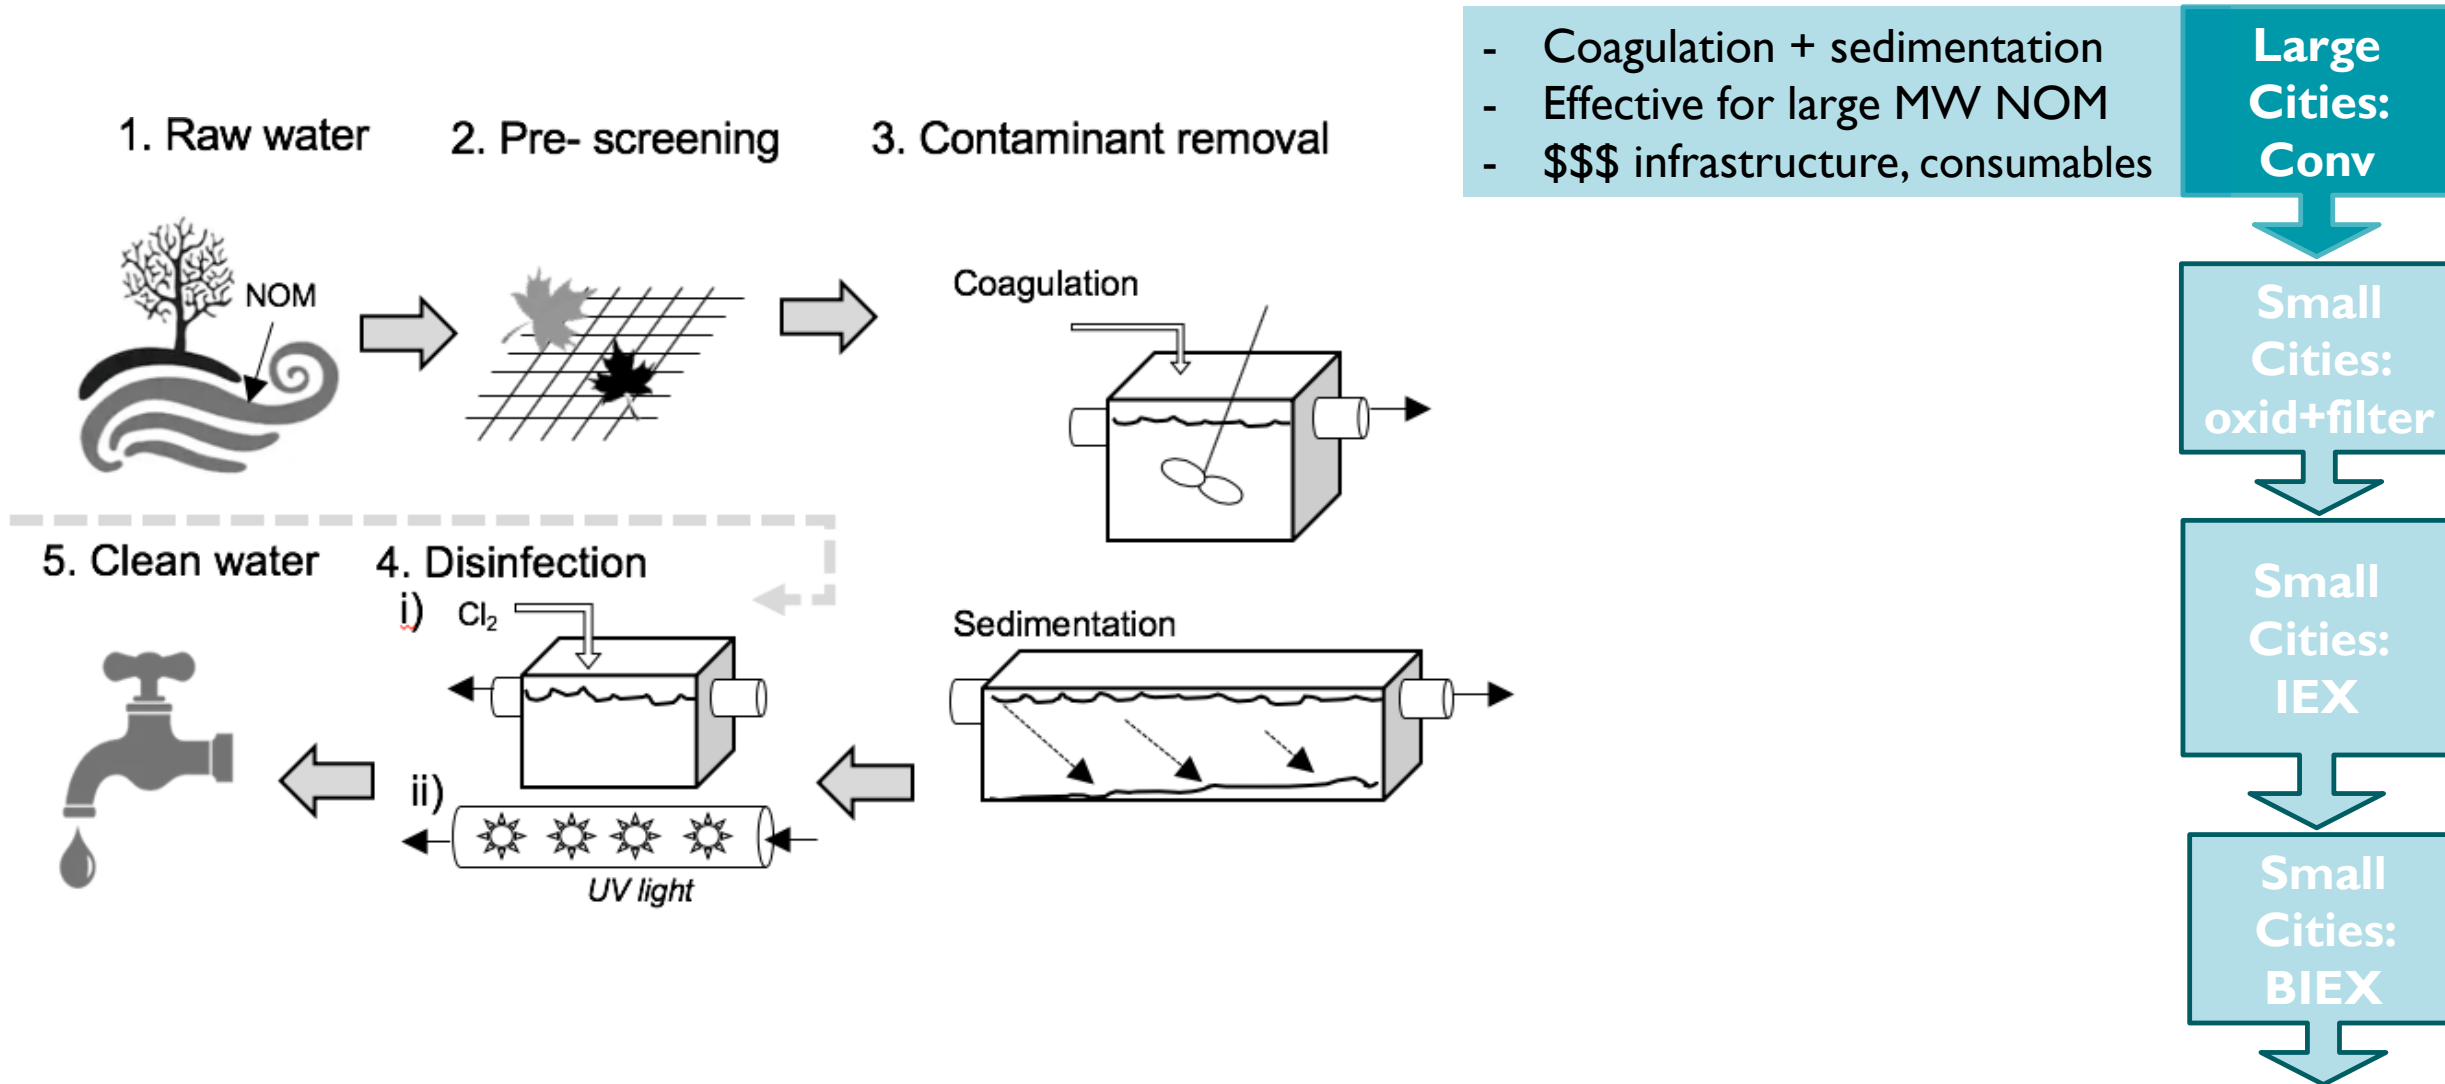 1. Raw water
2. Pre- screening
3. Contaminant removal
NOM
Coagulation
Sedimentation
4. Disinfection
i) Cl₂
ii)
UV light
5. Clean water
- Coagulation + sedimentation
- Effective for large MW NOM
- $$$ infrastructure, consumables
Large
Cities:
Conv
Small
Cities:
oxid+filter
Small
Cities:
IEX
Small
Cities:
BIEX